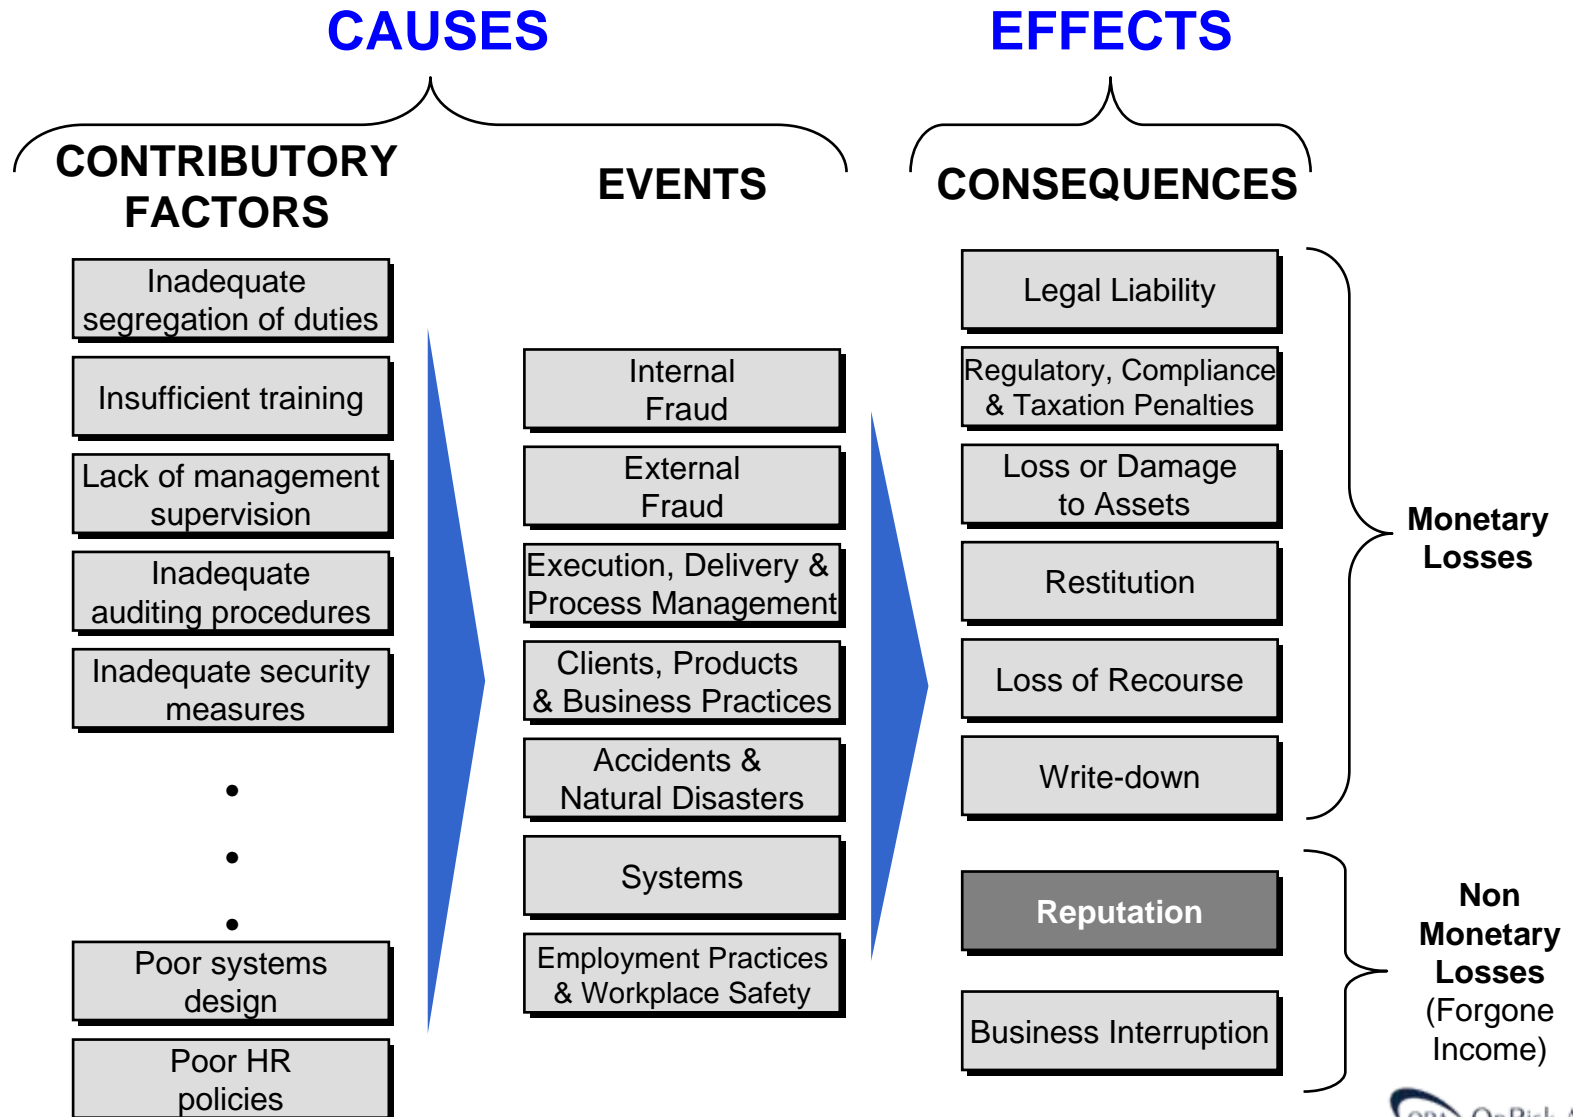 CAUSES
EFFECTS
CONTRIBUTORY
FACTORS
EVENTS
CONSEQUENCES
Inadequate
segregation of duties
Insufficient training
Lack of management
supervision
Inadequate
auditing procedures
Inadequate security
measures
•
•
•
Poor systems
design
Poor HR
policies
Internal
Fraud
External
Fraud
Execution, Delivery &
Process Management
Clients, Products
& Business Practices
Accidents &
Natural Disasters
Systems
Employment Practices
& Workplace Safety
Legal Liability
Regulatory, Compliance
& Taxation Penalties
Loss or Damage
to Assets
Restitution
Loss of Recourse
Write-down
Reputation
Business Interruption
Monetary
Losses
Non
Monetary
Losses
(Forgone
Income)